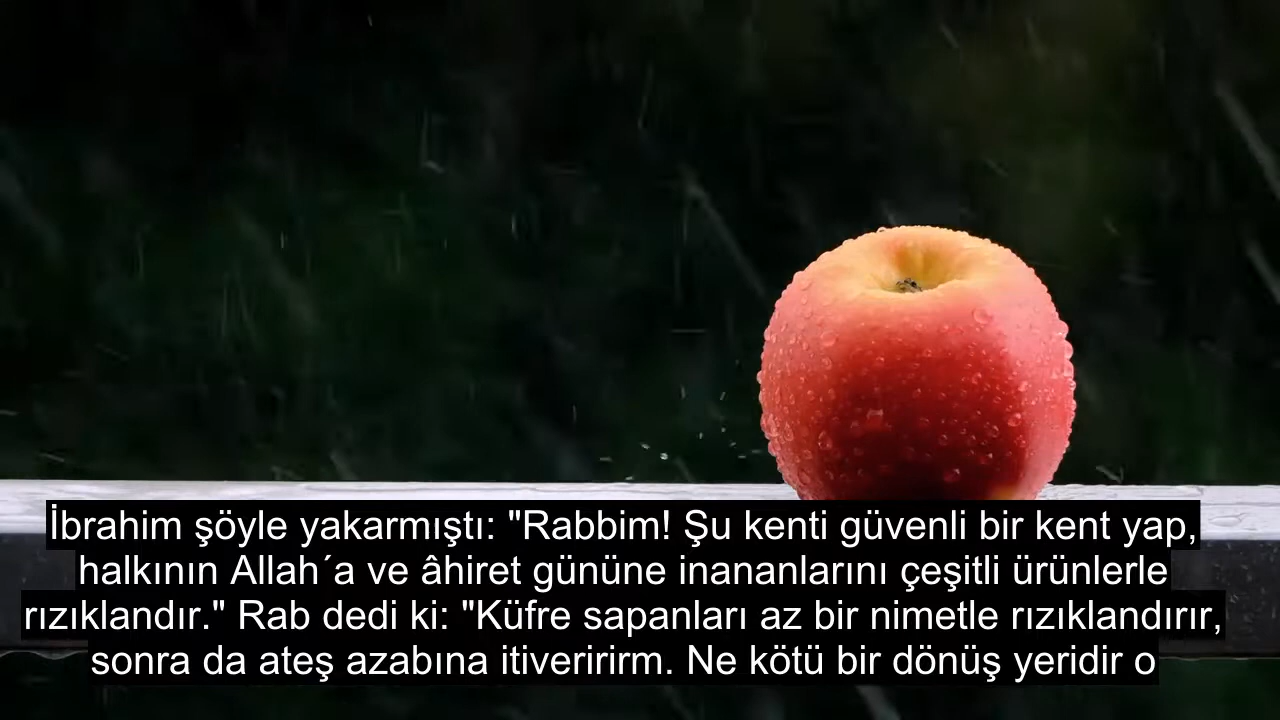 İbrahim şöyle yakarmıştı: "Rabbim! Şu kenti güvenli bir kent yap,
halkının Allah´a ve âhiret gününe inananlarını çeşitli ürünlerle
rızıklandır." Rab dedi ki: "Küfre sapanları az bir nimetle rızıklandırır,
sonra da ateş azabına itiveririrm. Ne kötü bir dönüş yeridir o